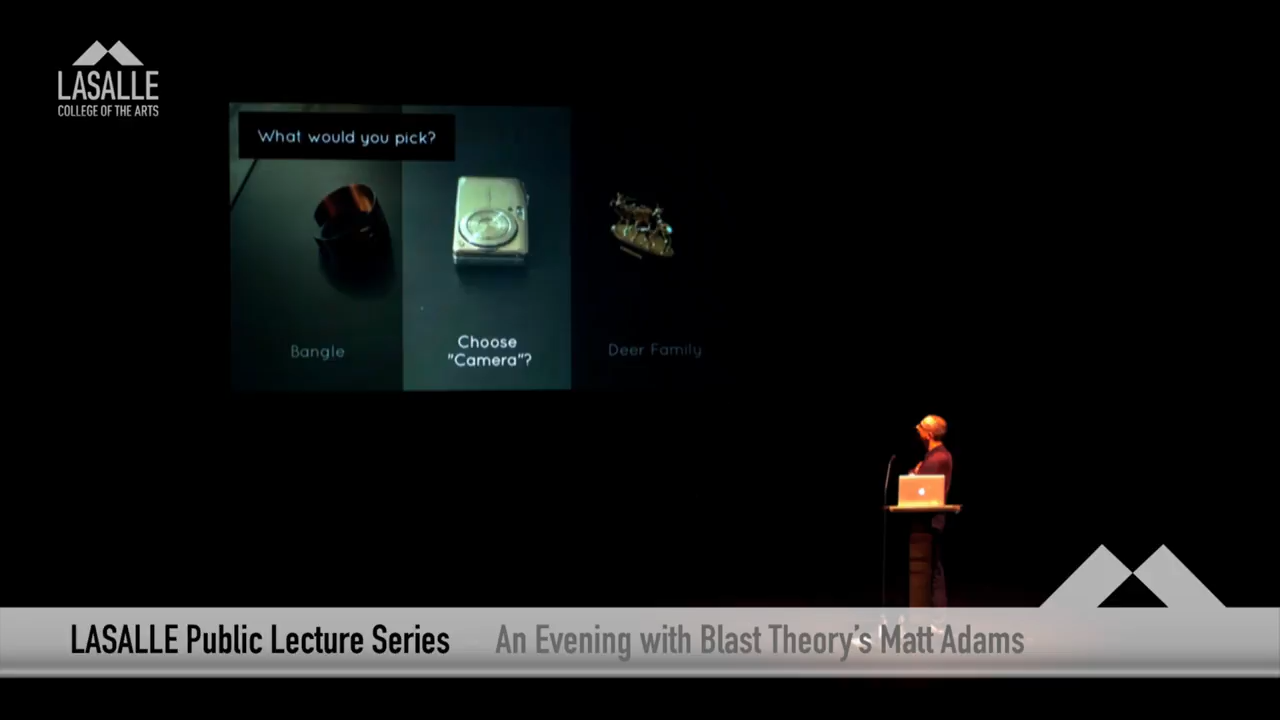 LASALLE
COLLEGE OF THE ARTS
What would you pick?
Bangle
Choose
"Camera"?
Deer Family
LASALLE Public Lecture Series An Evening with Blast Theory's Matt Adams